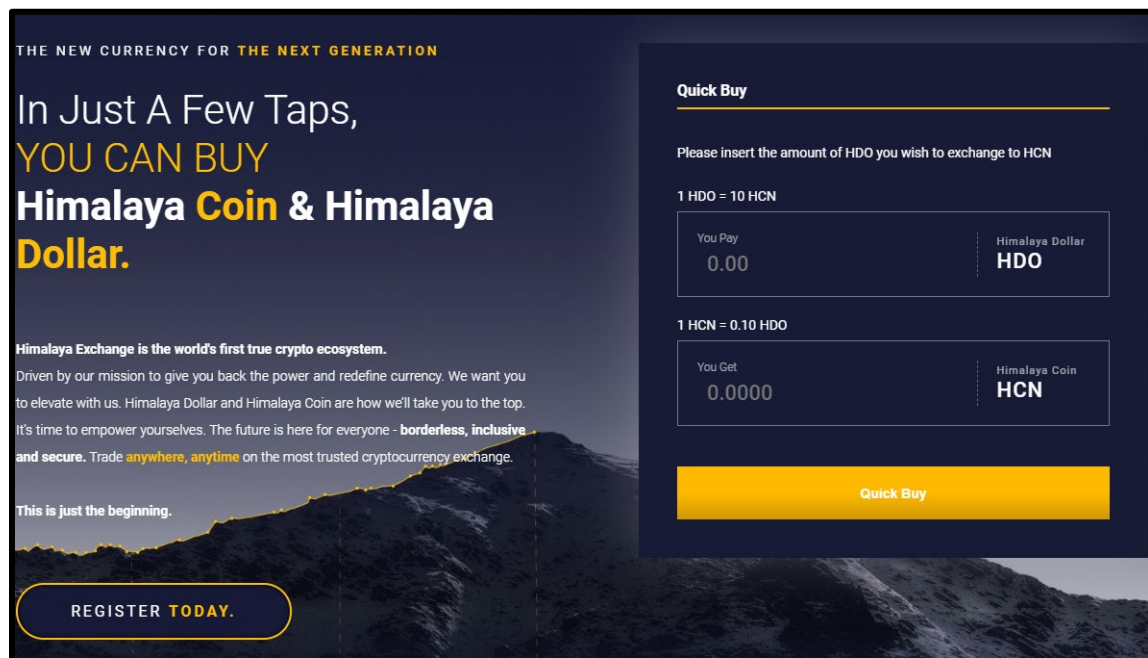 THE NEW CURRENCY FOR THE NEXT GENERATION
In Just A Few Taps,
YOU CAN BUY
Himalaya Coin & Himalaya
Dollar.
Himalaya Exchange is the world's first true crypto ecosystem.
Driven by our mission to give you back the power and redefine currency. We want you
to elevate with us. Himalaya Dollar and Himalaya Coin are how we'll take you to the top.
It's time to empower yourselves. The future is here for everyone - borderless, inclusive
and secure. Trade anywhere, anytime on the most trusted cryptocurrency exchange.
This is just the beginning.
REGISTER TODAY.
Quick Buy
Please insert the amount of HDO you wish to exchange to HCN
1 HDO = 10 HCN
You Pay
0.00
Himalaya Dollar
HDO
1 HCN = 0.10 HDO
You Get
0.0000
Himalaya Coin
HCN
Quick Buy